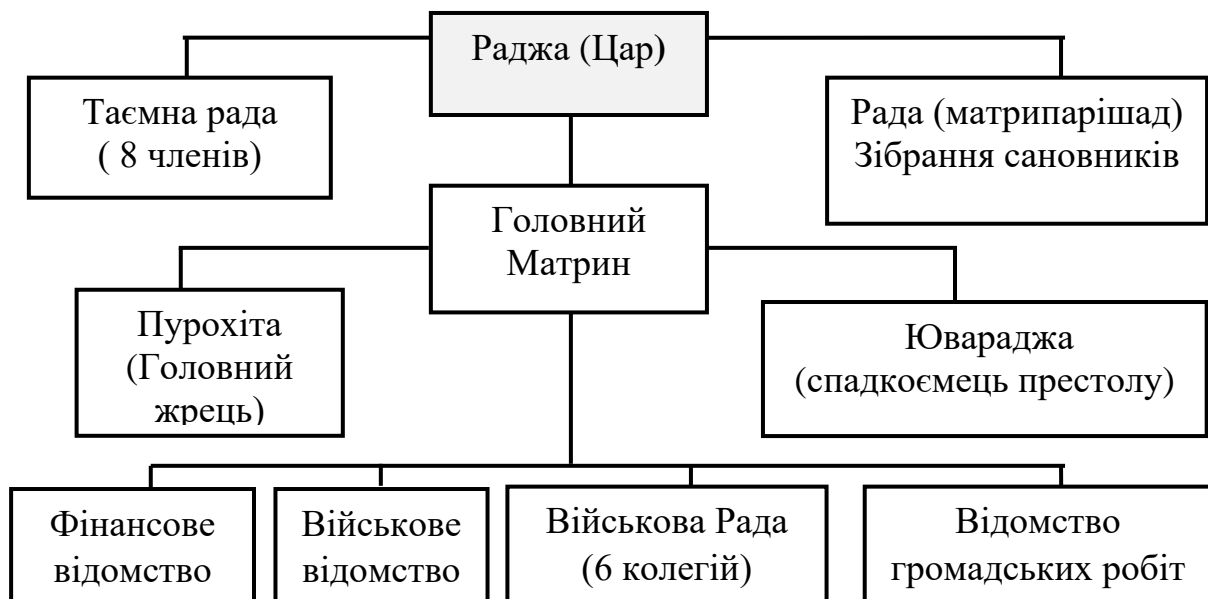 Раджа (Цар)
Таємна рада
( 8 членів)
Рада (матрипарішад)
Зібрання сановників
Головний
Матрин
Пурохіта
(Головний
жрець)
Ювараджа
(спадкоємець престолу)
Фінансове
відомство
Військове
відомство
Військова Рада
(6 колегій)
Відомство
громадських робіт